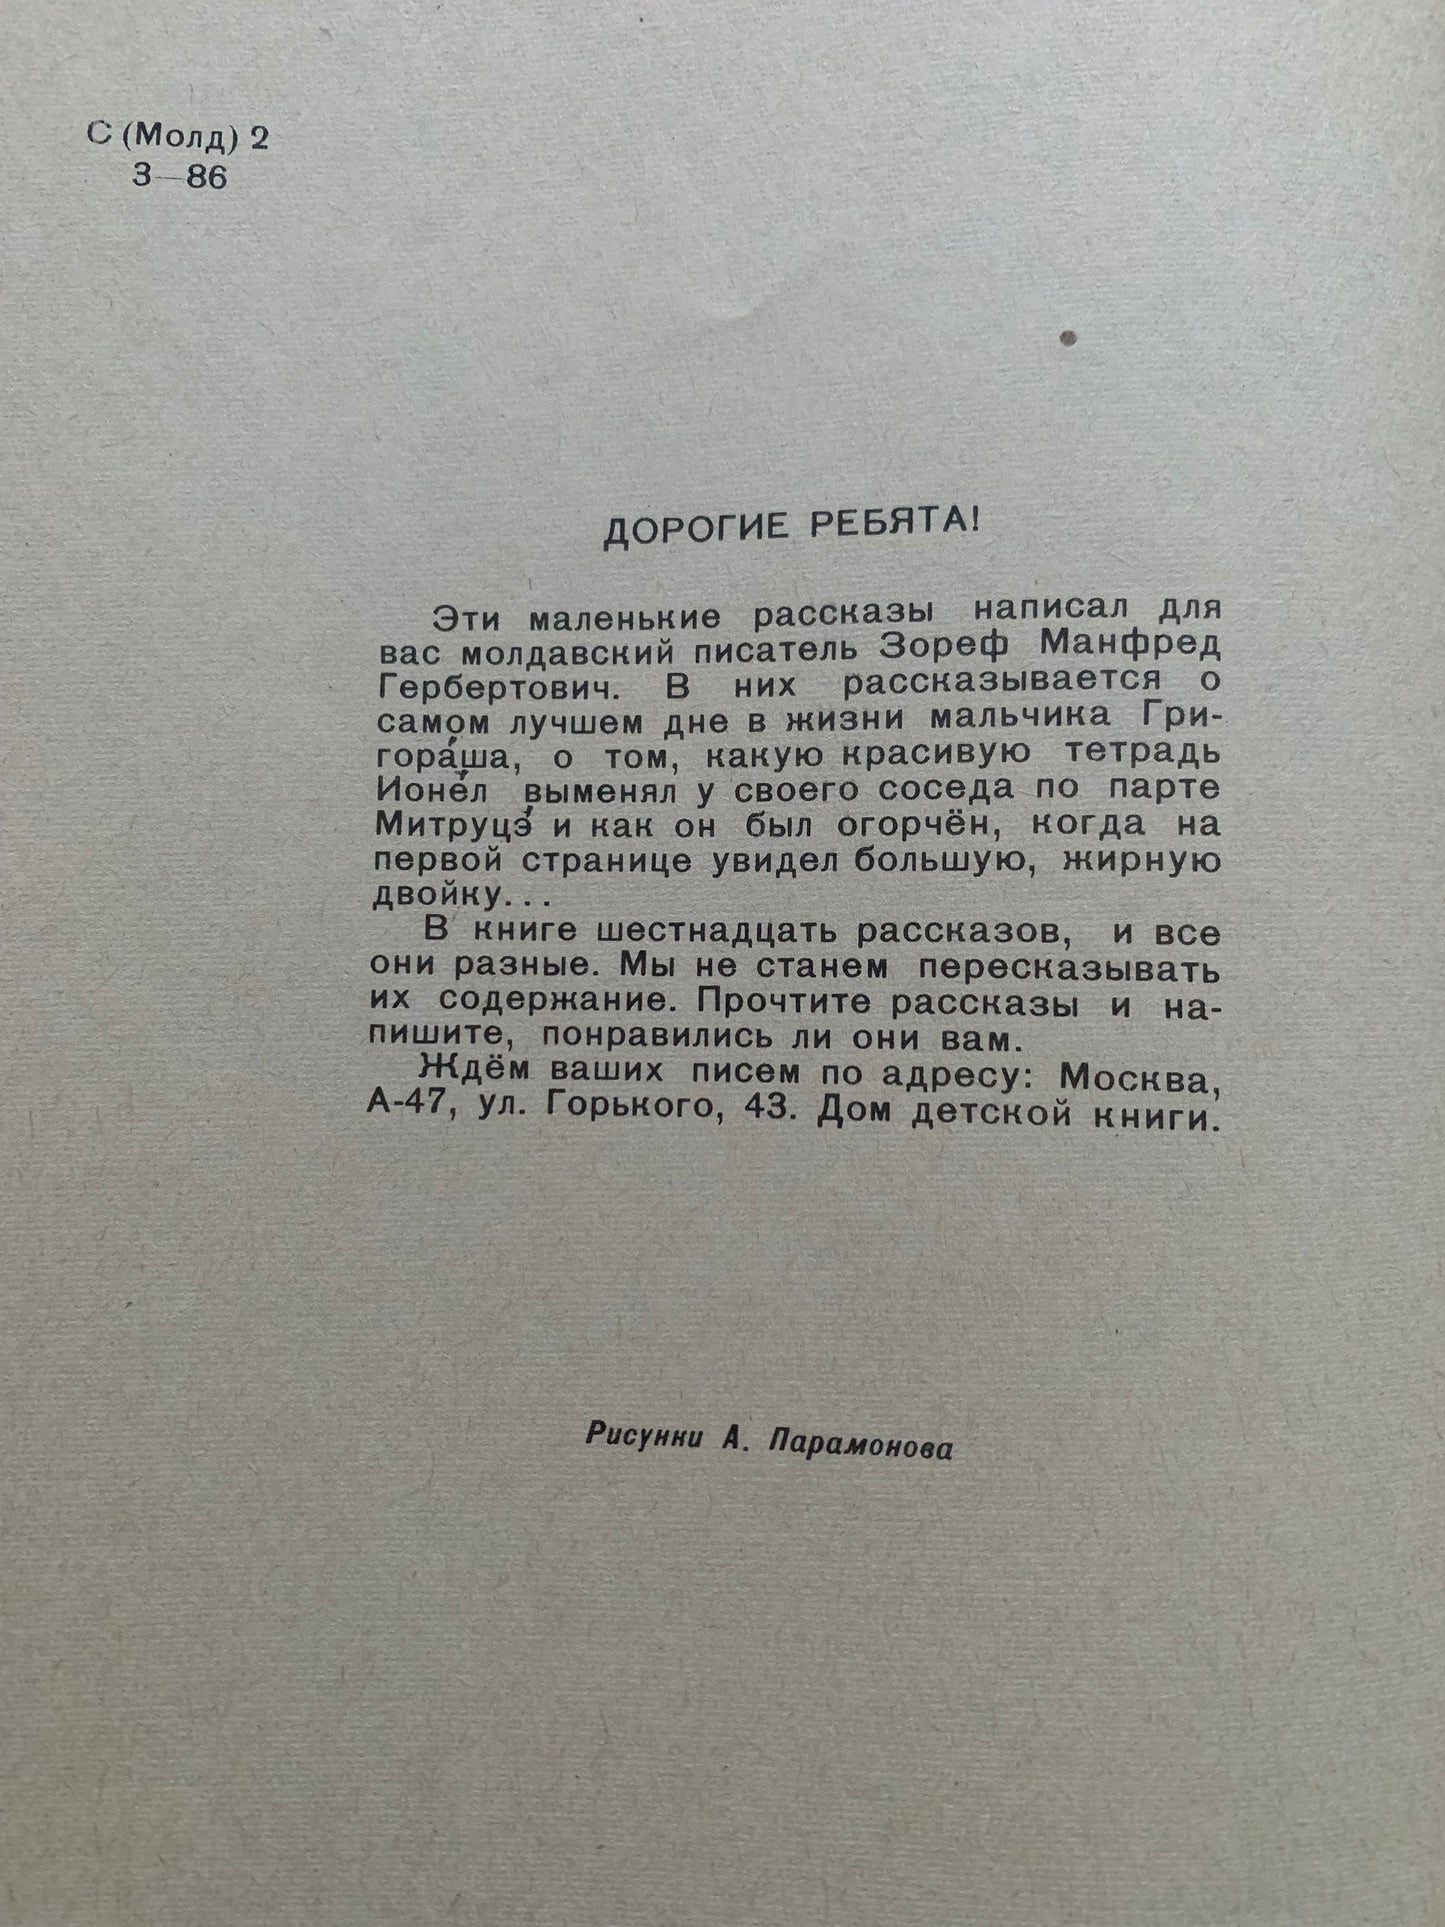 С (Молд) 2
З—86
ДОРОГИЕ РЕБЯТА!
Эти маленькие рассказы написал для
вас молдавский писатель Зореф Манфред
Гербертович. В них рассказывается о
самом лучшем дне в жизни мальчика Гри-
гора́ша, о том, какую красивую тетрадь
Ионе́л выменял у своего соседа по парте
Митруцэ́ и как он был огорчён, когда на
первой странице увидел большую, жирную
двойку...
В книге шестнадцать рассказов, и все
они разные. Мы не станем пересказывать
их содержание. Прочтите рассказы и на-
пишите, понравились ли они вам.
Ждём ваших писем по адресу: Москва,
А-47, ул. Горького, 43. Дом детской книги.
Рисунки А. Парамонова